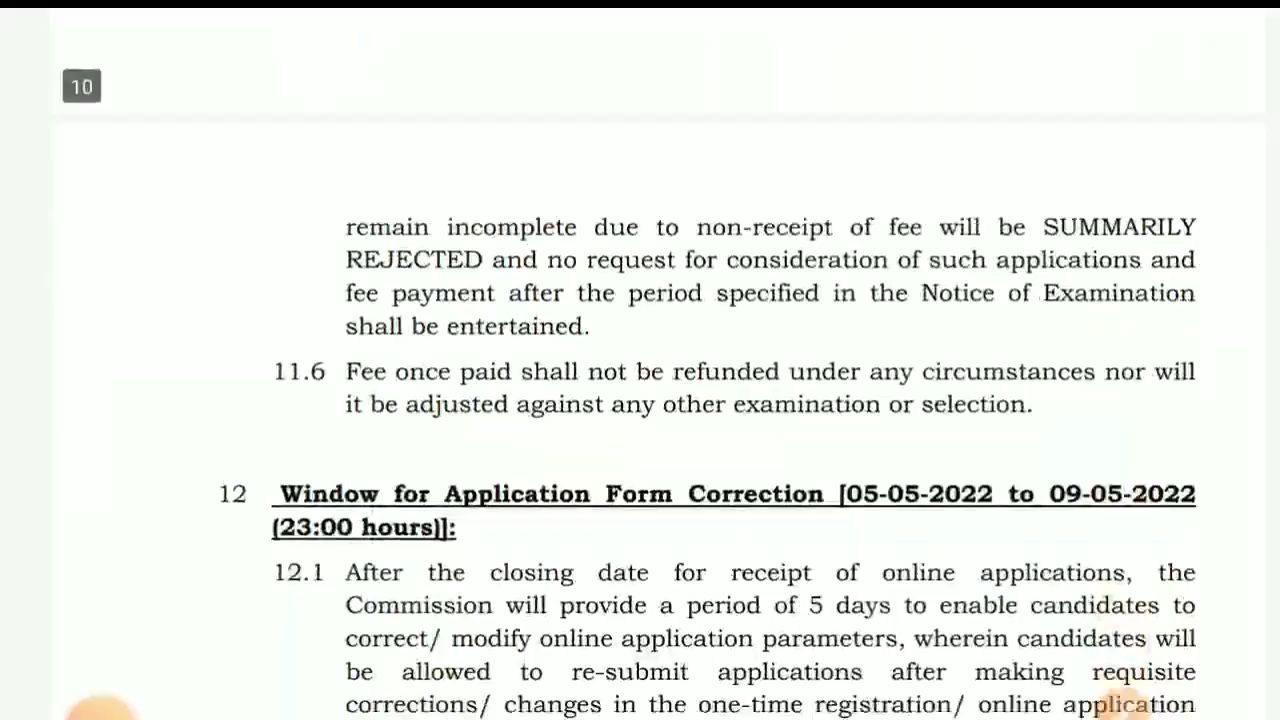 10
remain incomplete due to non-receipt of fee will be SUMMARILY
REJECTED and no request for consideration of such applications and
fee payment after the period specified in the Notice of Examination
shall be entertained.
11.6 Fee once paid shall not be refunded under any circumstances nor will
it be adjusted against any other examination or selection.
12 Window for Application Form Correction [05-05-2022 to 09-05-2022
(23:00 hours)]:
12.1 After the closing date for receipt of online applications, the
Commission will provide a period of 5 days to enable candidates to
correct/ modify online application parameters, wherein candidates will
be allowed to re-submit applications after making requisite
corrections/ changes in the one-time registration/ online application